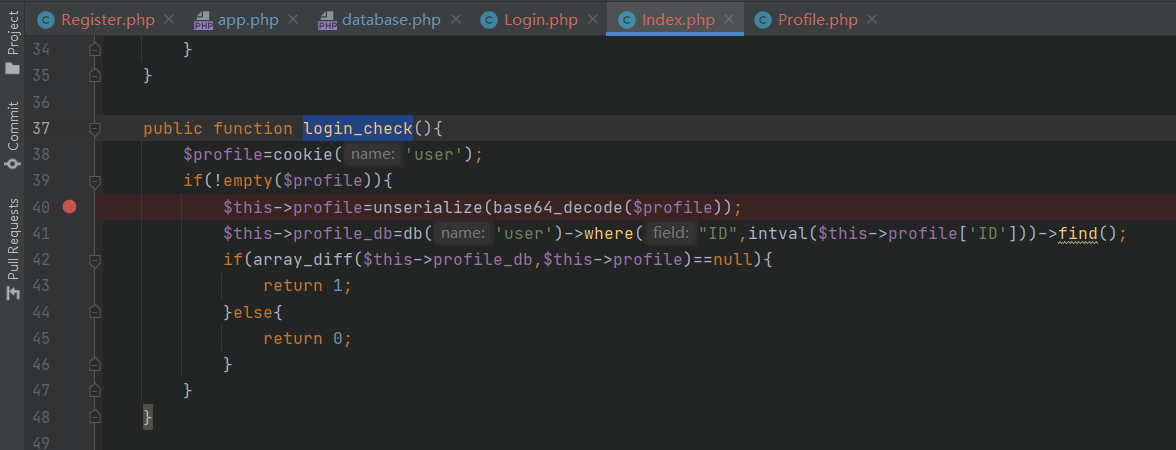 Register.php app.php database.php Login.php Index.php Profile.php
Project
Commit
Pull Requests
34 }
35 }
36
37 public function login_check(){
38 $profile=cookie( name: 'user');
39 if(!empty($profile)){
40 $this->profile=unserialize(base64_decode($profile));
41 $this->profile_db=db( name: 'user')->where( field: "ID",intval($this->profile['ID']))->find();
42 if(array_diff($this->profile_db,$this->profile)==null){
43 return 1;
44 }else{
45 return 0;
46 }
47 }
48 }
49